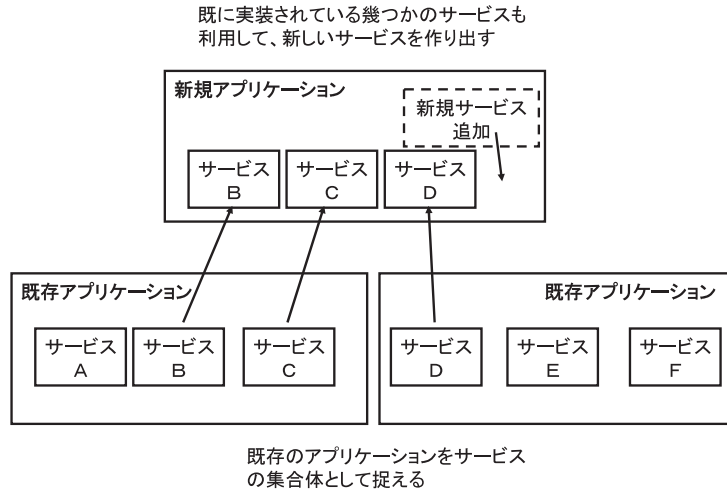 既に実装されている幾つかのサービスも
利用して、新しいサービスを作り出す
新規アプリケーション
新規サービス
追加
サービス
B
サービス
C
サービス
D
既存アプリケーション
サービス
A
サービス
B
サービス
C
既存アプリケーション
サービス
D
サービス
E
サービス
F
既存のアプリケーションをサービス
の集合体として捉える